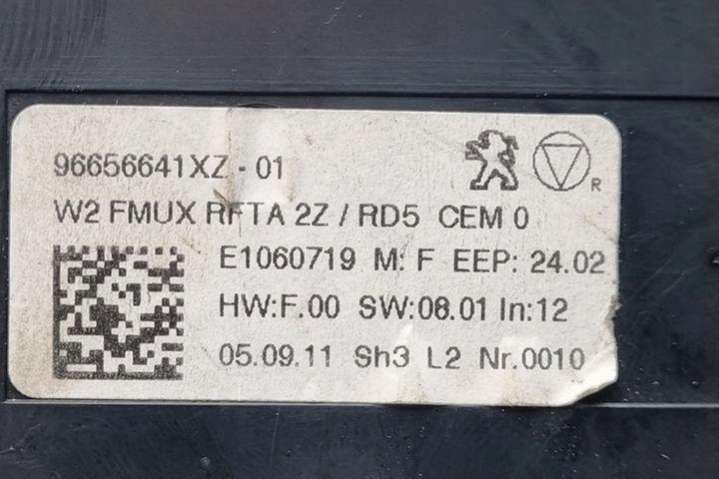 96656641XZ - 01
R
W2 FMUX RFTA 2Z / RD5 CEM 0
E1060719 M: F EEP: 24.02
HW:F.00 SW:08.01 In:12
05.09.11 Sh3 L2 Nr.0010